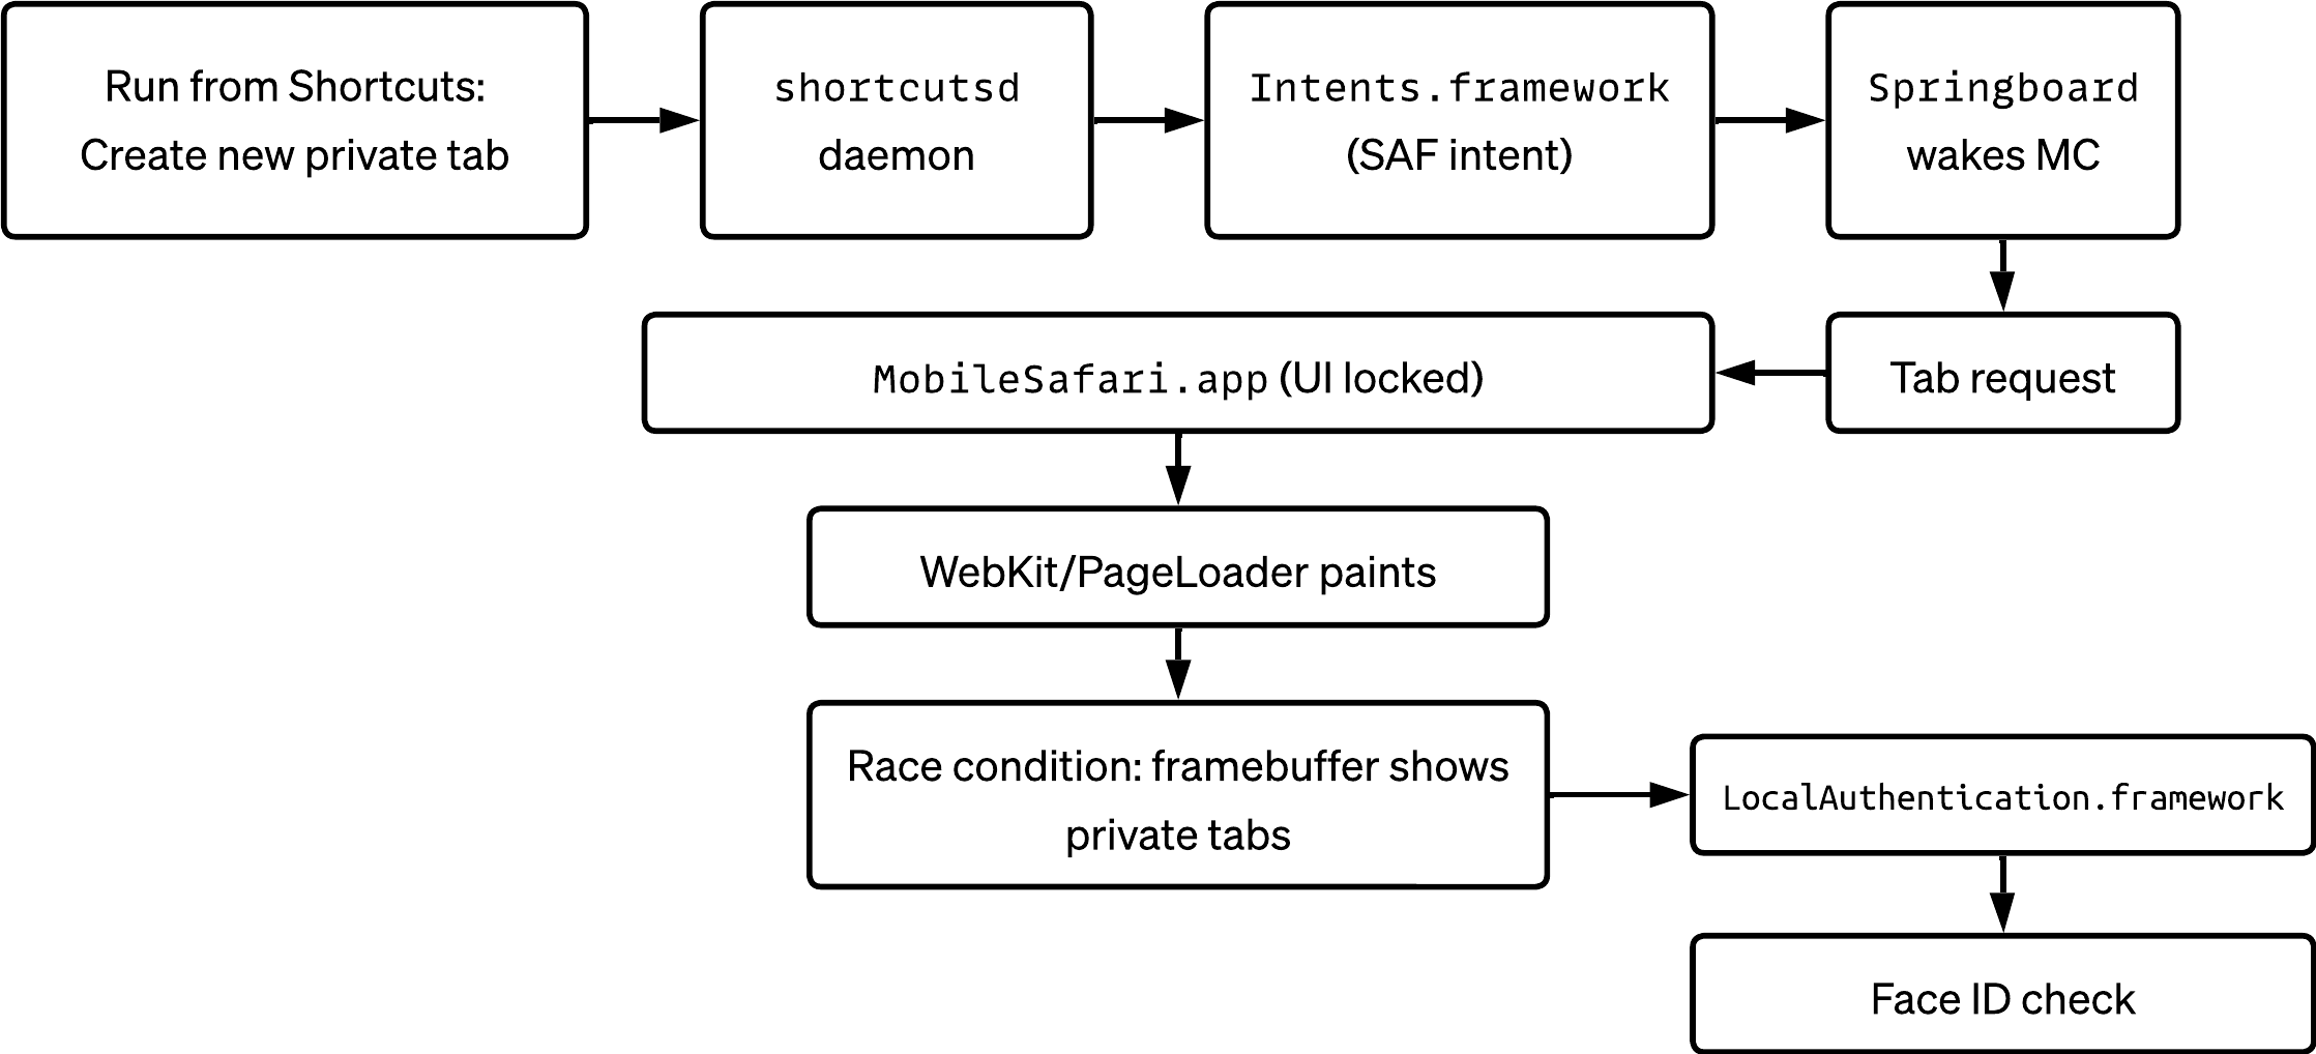 Run from Shortcuts:
Create new private tab
shortcutsd
daemon
Intents.framework
(SAF intent)
Springboard
wakes MC
Tab request
MobileSafari.app (UI locked)
WebKit/PageLoader paints
Race condition: framebuffer shows
private tabs
LocalAuthentication.framework
Face ID check